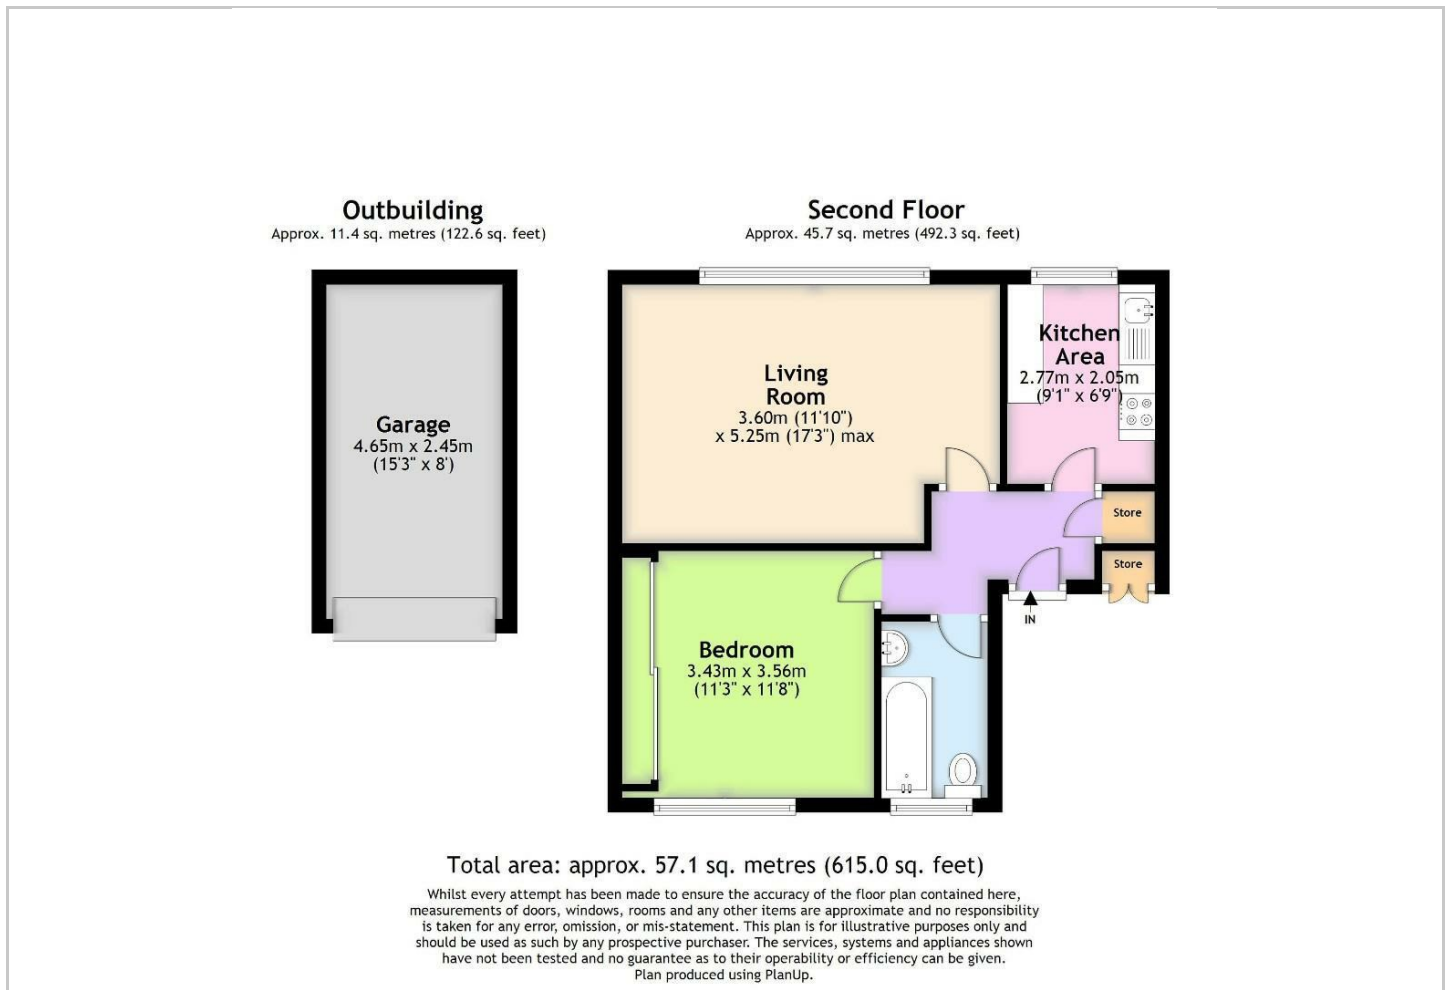 Outbuilding
Approx. 11.4 sq. metres (122.6 sq. feet)
Garage
4.65m x 2.45m
(15'3" x 8')
Second Floor
Approx. 45.7 sq. metres (492.3 sq. feet)
Living
Room
3.60m (11'10")
x 5.25m (17'3") max
Kitchen
Area
2.77m x 2.05m
(9'1" x 6'9")
Store
Store
IN
Bedroom
3.43m x 3.56m
(11'3" x 11'8")
Total area: approx. 57.1 sq. metres (615.0 sq. feet)
Whilst every attempt has been made to ensure the accuracy of the floor plan contained here,
measurements of doors, windows, rooms and any other items are approximate and no responsibility
is taken for any error, omission, or mis-statement. This plan is for illustrative purposes only and
should be used as such by any prospective purchaser. The services, systems and appliances shown
have not been tested and no guarantee as to their operability or efficiency can be given.
Plan produced using PlanUp.